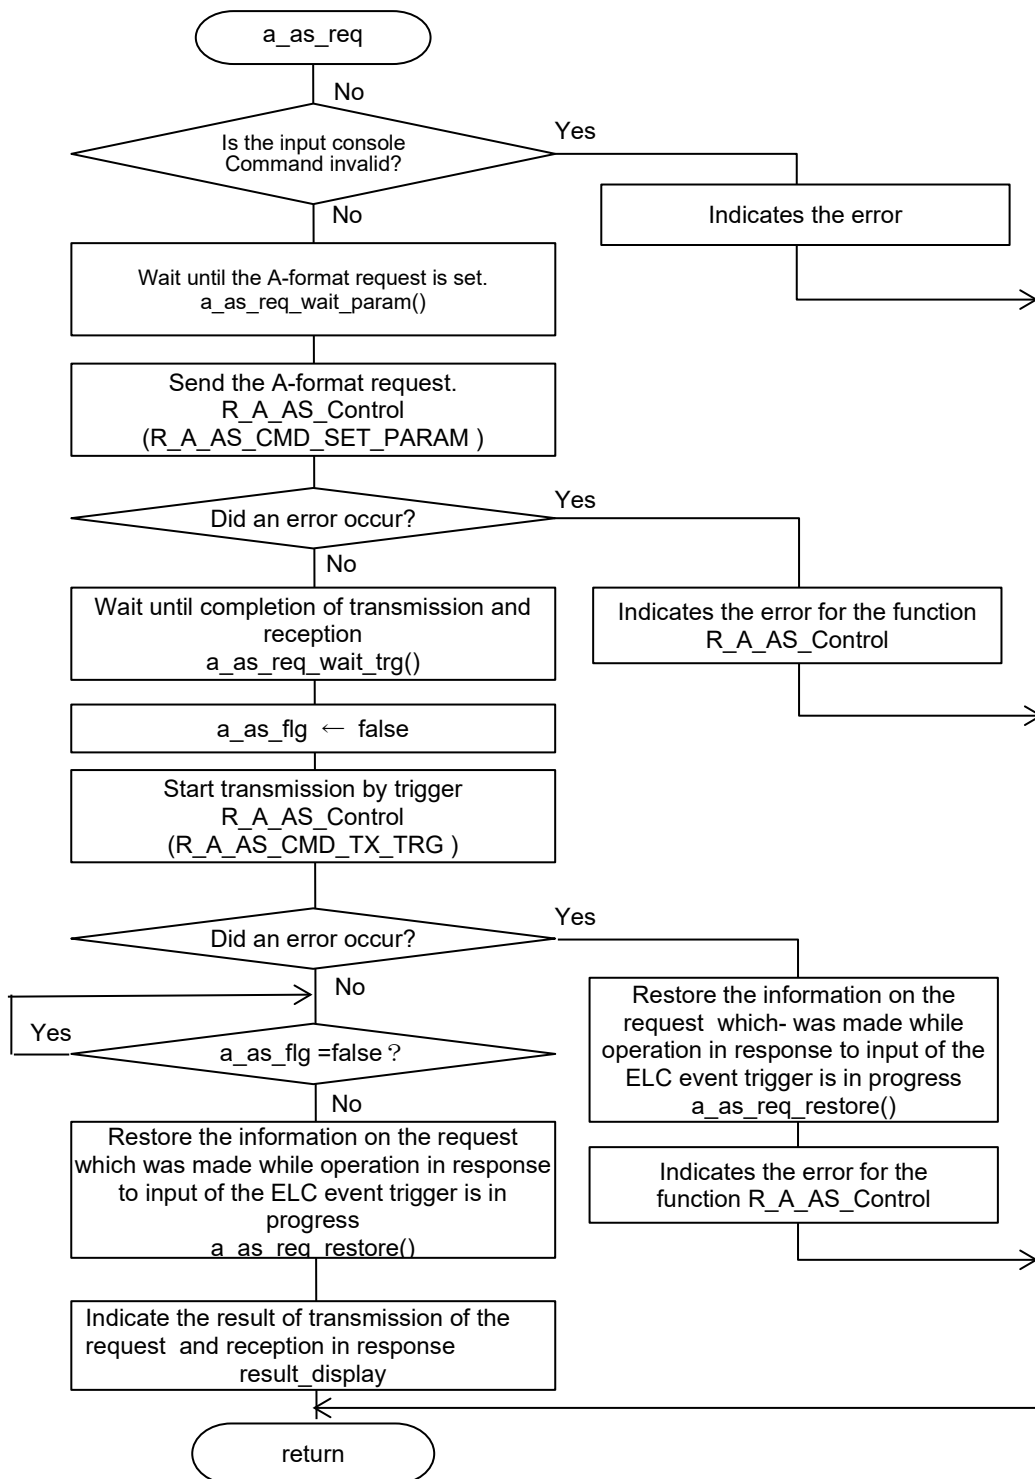 a_as_req
No
Is the input console
Command invalid?
Yes
Indicates the error
No
Wait until the A-format request is set.
a_as_req_wait_param()
Send the A-format request.
R_A_AS_Control
(R_A_AS_CMD_SET_PARAM )
Did an error occur?
Yes
No
Indicates the error for the function
R_A_AS_Control
Wait until completion of transmission and
reception
a_as_req_wait_trg()
a_as_flg ← false
Start transmission by trigger
R_A_AS_Control
(R_A_AS_CMD_TX_TRG )
Did an error occur?
Yes
No
Yes
a_as_flg =false？
No
Restore the information on the
request which- was made while
operation in response to input of the
ELC event trigger is in progress
a_as_req_restore()
Indicates the error for the
function R_A_AS_Control
Restore the information on the request
which was made while operation in response
to input of the ELC event trigger is in
progress
a_as_req_restore()
Indicate the result of transmission of the
request and reception in response
result_display
return